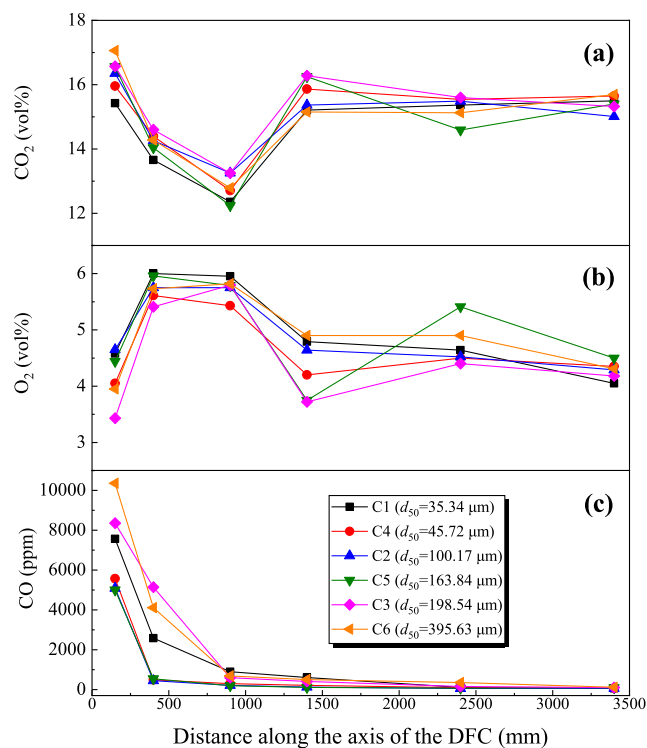 18
(a)
16
14
12
CO₂ (vol%)
(b)
6
5
4
3
O₂ (vol%)
(c)
10000
8000
6000
4000
2000
0
CO (ppm)
C1 (d₅₀=35.34 μm)
C4 (d₅₀=45.72 μm)
C2 (d₅₀=100.17 μm)
C5 (d₅₀=163.84 μm)
C3 (d₅₀=198.54 μm)
C6 (d₅₀=395.63 μm)
0 500 1000 1500 2000 2500 3000 3500
Distance along the axis of the DFC (mm)